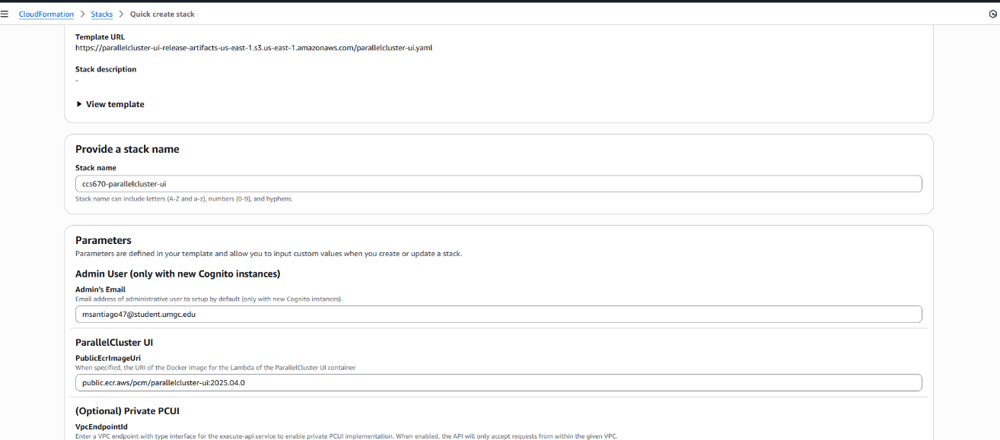 CloudFormation > Stacks > Quick create stack
Template URL
https://parallelcluster-ui-release-artifacts-us-east-1.s3.us-east-1.amazonaws.com/parallelcluster-ui.yaml
Stack description
-
View template
Provide a stack name
Stack name
ccs670-parallelcluster-ui
Stack name can include letters (A-Z and a-z), numbers (0-9), and hyphens.
Parameters
Parameters are defined in your template and allow you to input custom values when you create or update a stack.
Admin User (only with new Cognito instances)
Admin's Email
Email address of administrative user to setup by default (only with new Cognito instances).
msantiago47@student.umgc.edu
ParallelCluster UI
PublicEcrImageUri
When specified, the URI of the Docker image for the Lambda of the ParallelCluster UI container
public.ecr.aws/pcm/parallelcluster-ui:2025.04.0
(Optional) Private PCUI
VpcEndpointId
Enter a VPC endpoint with type interface for the execute-api service to enable private PCUI implementation. When enabled, the API will only accept requests from within the given VPC.